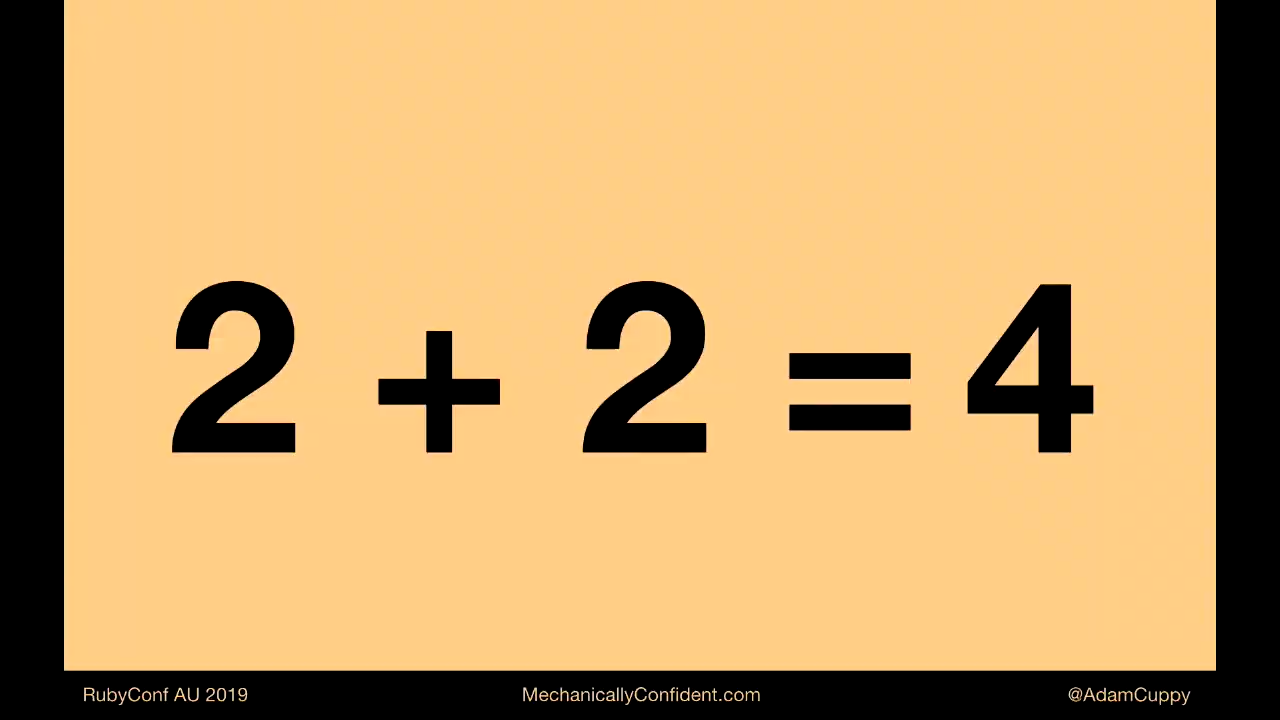 2 + 2 = 4
RubyConf AU 2019
MechanicallyConfident.com
@AdamCuppy